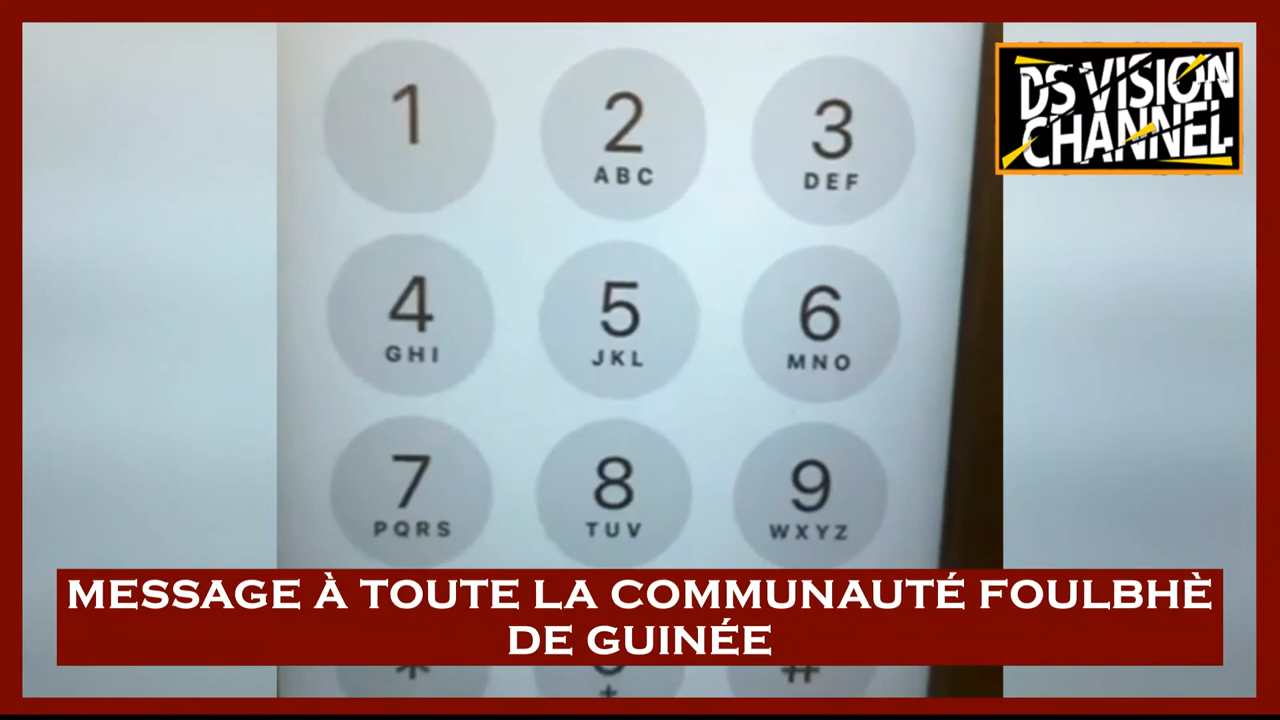 1
2
ABC
3
DEF
DS VISION
CHANNEL
4
GHI
5
JKL
6
MNO
7
PQRS
8
TUV
9
WXYZ
MESSAGE À TOUTE LA COMMUNAUTÉ FOULBHÈ
DE GUINÉE
*
+
#